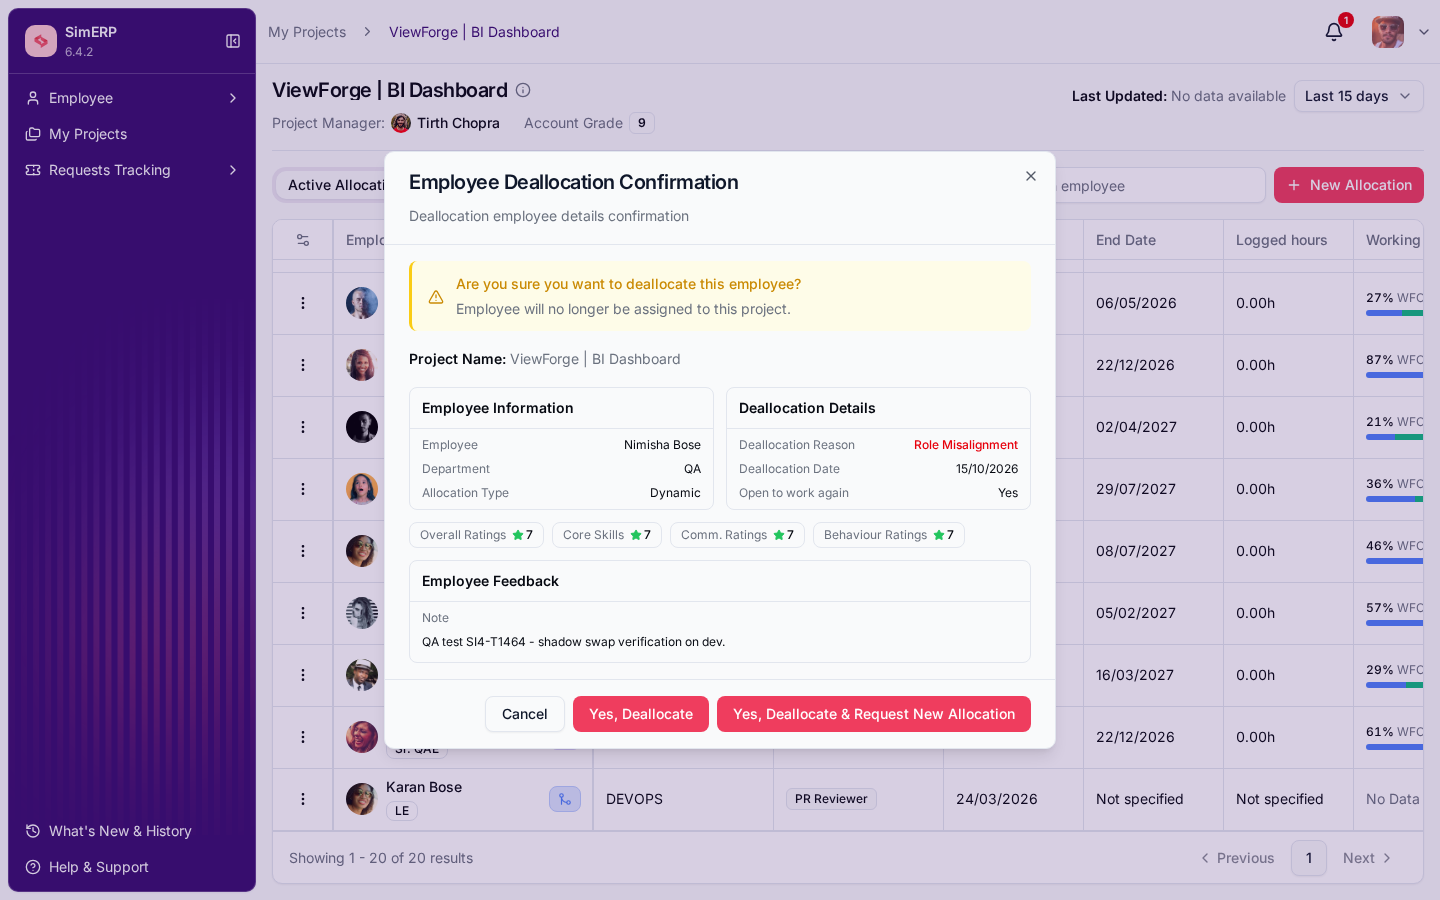 SimERP
6.4.2
Employee
My Projects
Requests Tracking
What's New & History
Help & Support
My Projects
ViewForge | BI Dashboard
1
ViewForge | BI Dashboard
Project Manager: Tirth Chopra
Account Grade 9
Last Updated: No data available
Last 15 days
Active
employee
New Allocation
End Date
Logged hours
Working
06/05/2026
0.00h
27%
22/12/2026
0.00h
87%
02/04/2027
0.00h
21%
29/07/2027
0.00h
36%
08/07/2027
0.00h
46%
05/02/2027
0.00h
57%
16/03/2027
0.00h
29%
Sr. QAE
22/12/2026
0.00h
61%
Karan Bose
LE
DEVOPS
PR Reviewer
24/03/2026
Not specified
Not specified
No Data
Showing 1 - 20 of 20 results
Previous
1
Next
Employee Deallocation Confirmation
Deallocation employee details confirmation
Are you sure you want to deallocate this employee?
Employee will no longer be assigned to this project.
Project Name: ViewForge | BI Dashboard
Employee Information
Employee Nimisha Bose
Department QA
Allocation Type Dynamic
Deallocation Details
Deallocation Reason Role Misalignment
Deallocation Date 15/10/2026
Open to work again Yes
Overall Ratings 7
Core Skills 7
Comm. Ratings 7
Behaviour Ratings 7
Employee Feedback
Note
QA test SI4-T1464 - shadow swap verification on dev.
Cancel
Yes, Deallocate
Yes, Deallocate & Request New Allocation